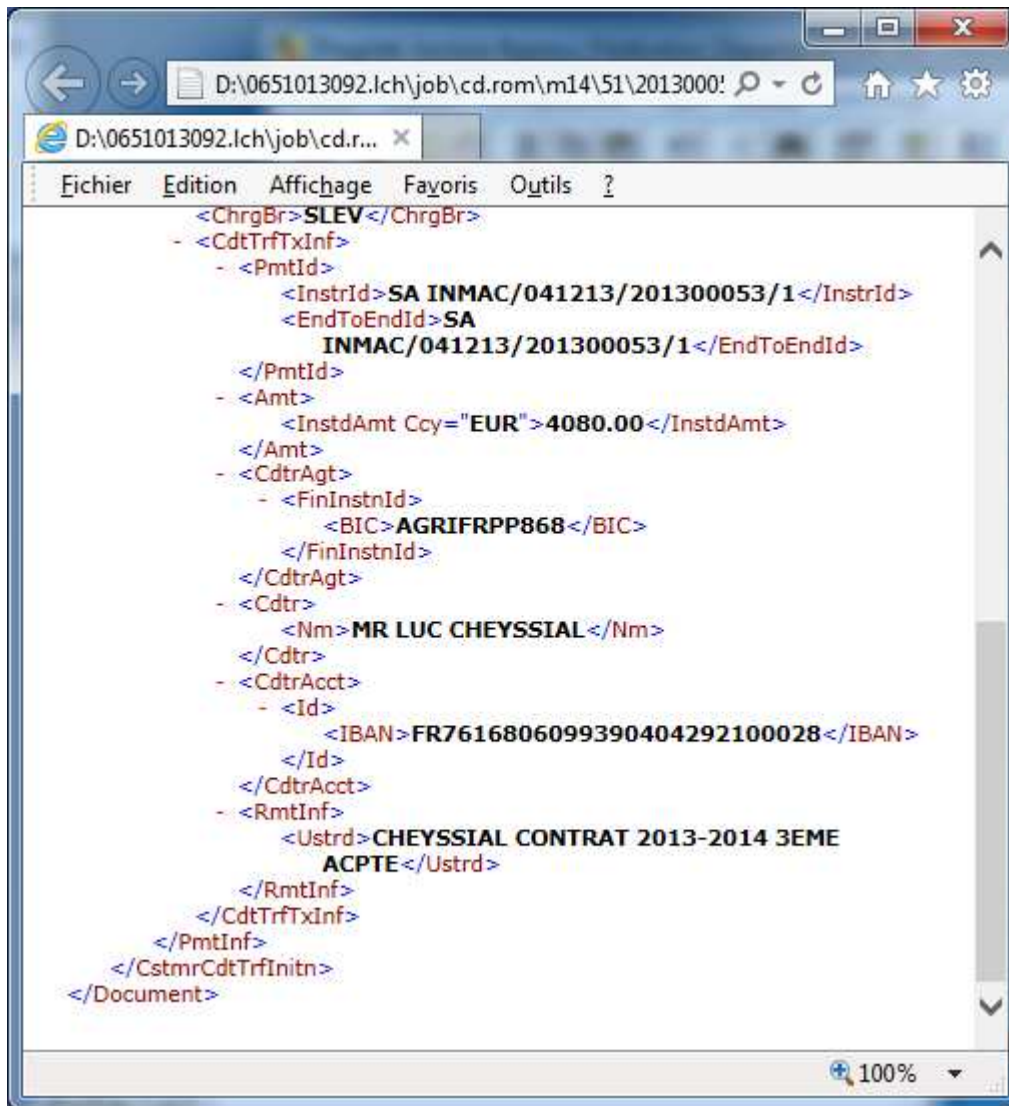 D:\0651013092.lch\job\cd.rom\m14\51\2013000!
D:\0651013092.lch\job\cd.r...
Fichier Edition Affichage Favoris Outils ?
<ChrgBr>SLEV</ChrgBr>
- <CdtTrfTxInf>
- <PmtId>
<InstrId>SA INMAC/041213/201300053/1</InstrId>
<EndToEndId>SA
INMAC/041213/201300053/1</EndToEndId>
</PmtId>
- <Amt>
<InstdAmt Ccy="EUR">4080.00</InstdAmt>
</Amt>
- <CdtrAgt>
- <FinInstnId>
<BIC>AGRIFRPP868</BIC>
</FinInstnId>
</CdtrAgt>
- <Cdtr>
<Nm>MR LUC CHEYSSIAL</Nm>
</Cdtr>
- <CdtrAcct>
- <Id>
<IBAN>FR7616806099390404292100028</IBAN>
</Id>
</CdtrAcct>
- <RmtInf>
<Ustrd>CHEYSSIAL CONTRAT 2013-2014 3EME
ACPTE</Ustrd>
</RmtInf>
</CdtTrfTxInf>
</PmtInf>
</CstmrCdtTrfInitn>
</Document>
100%